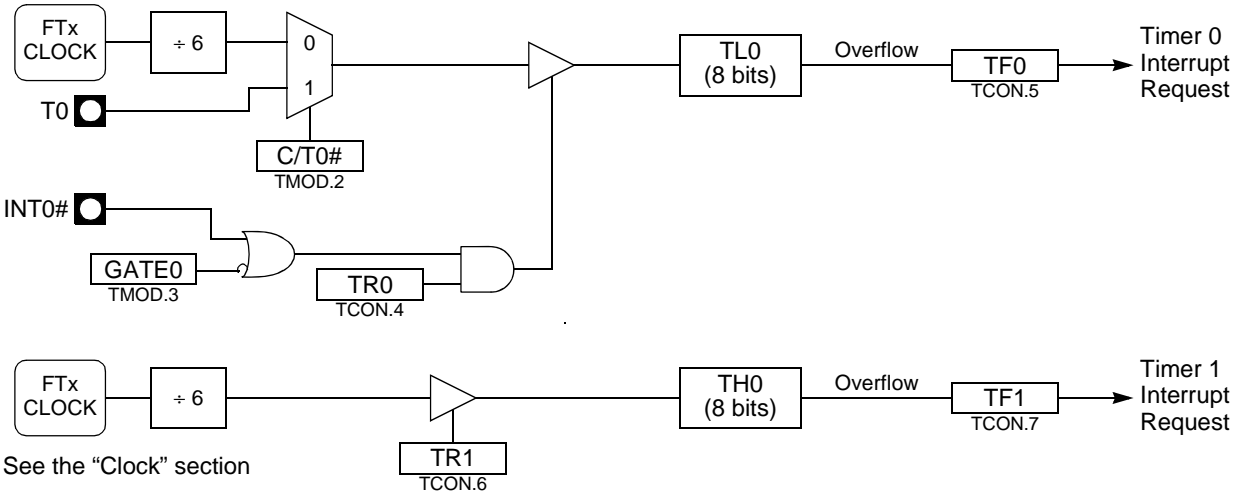 FTx
CLOCK
÷ 6
0
1
T0
C/T0#
TMOD.2
TL0
(8 bits)
Overflow
TF0
TCON.5
Timer 0
Interrupt
Request
INT0#
GATE0
TMOD.3
TR0
TCON.4
FTx
CLOCK
÷ 6
TR1
TCON.6
TH0
(8 bits)
Overflow
TF1
TCON.7
Timer 1
Interrupt
Request
See the “Clock” section